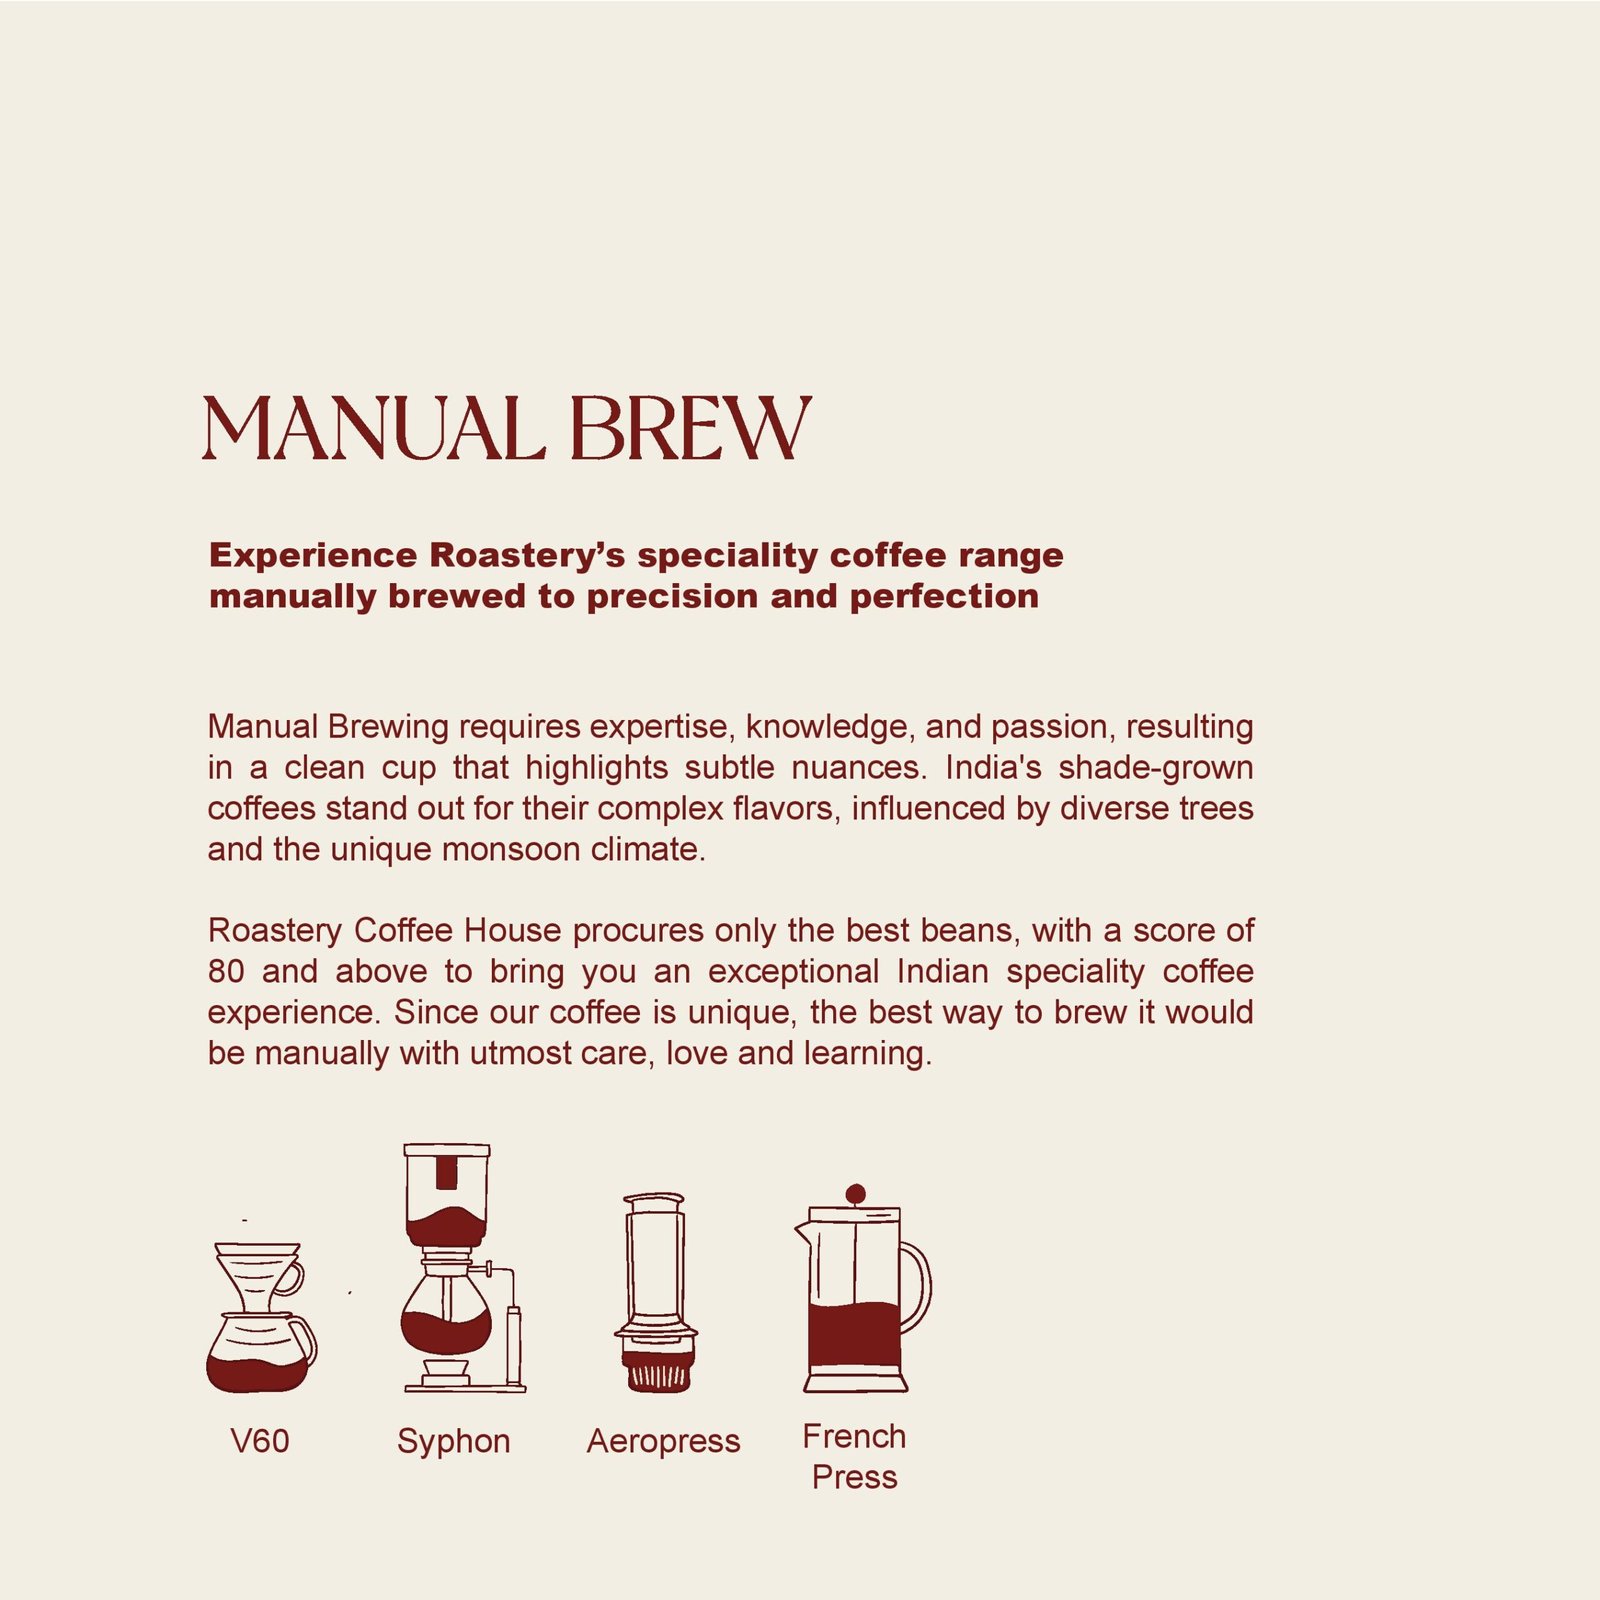 MANUAL BREW
Experience Roastery’s speciality coffee range
manually brewed to precision and perfection
Manual Brewing requires expertise, knowledge, and passion, resulting
in a clean cup that highlights subtle nuances. India's shade-grown
coffees stand out for their complex flavors, influenced by diverse trees
and the unique monsoon climate.
Roastery Coffee House procures only the best beans, with a score of
80 and above to bring you an exceptional Indian speciality coffee
experience. Since our coffee is unique, the best way to brew it would
be manually with utmost care, love and learning.
V60
Syphon
Aeropress
French
Press